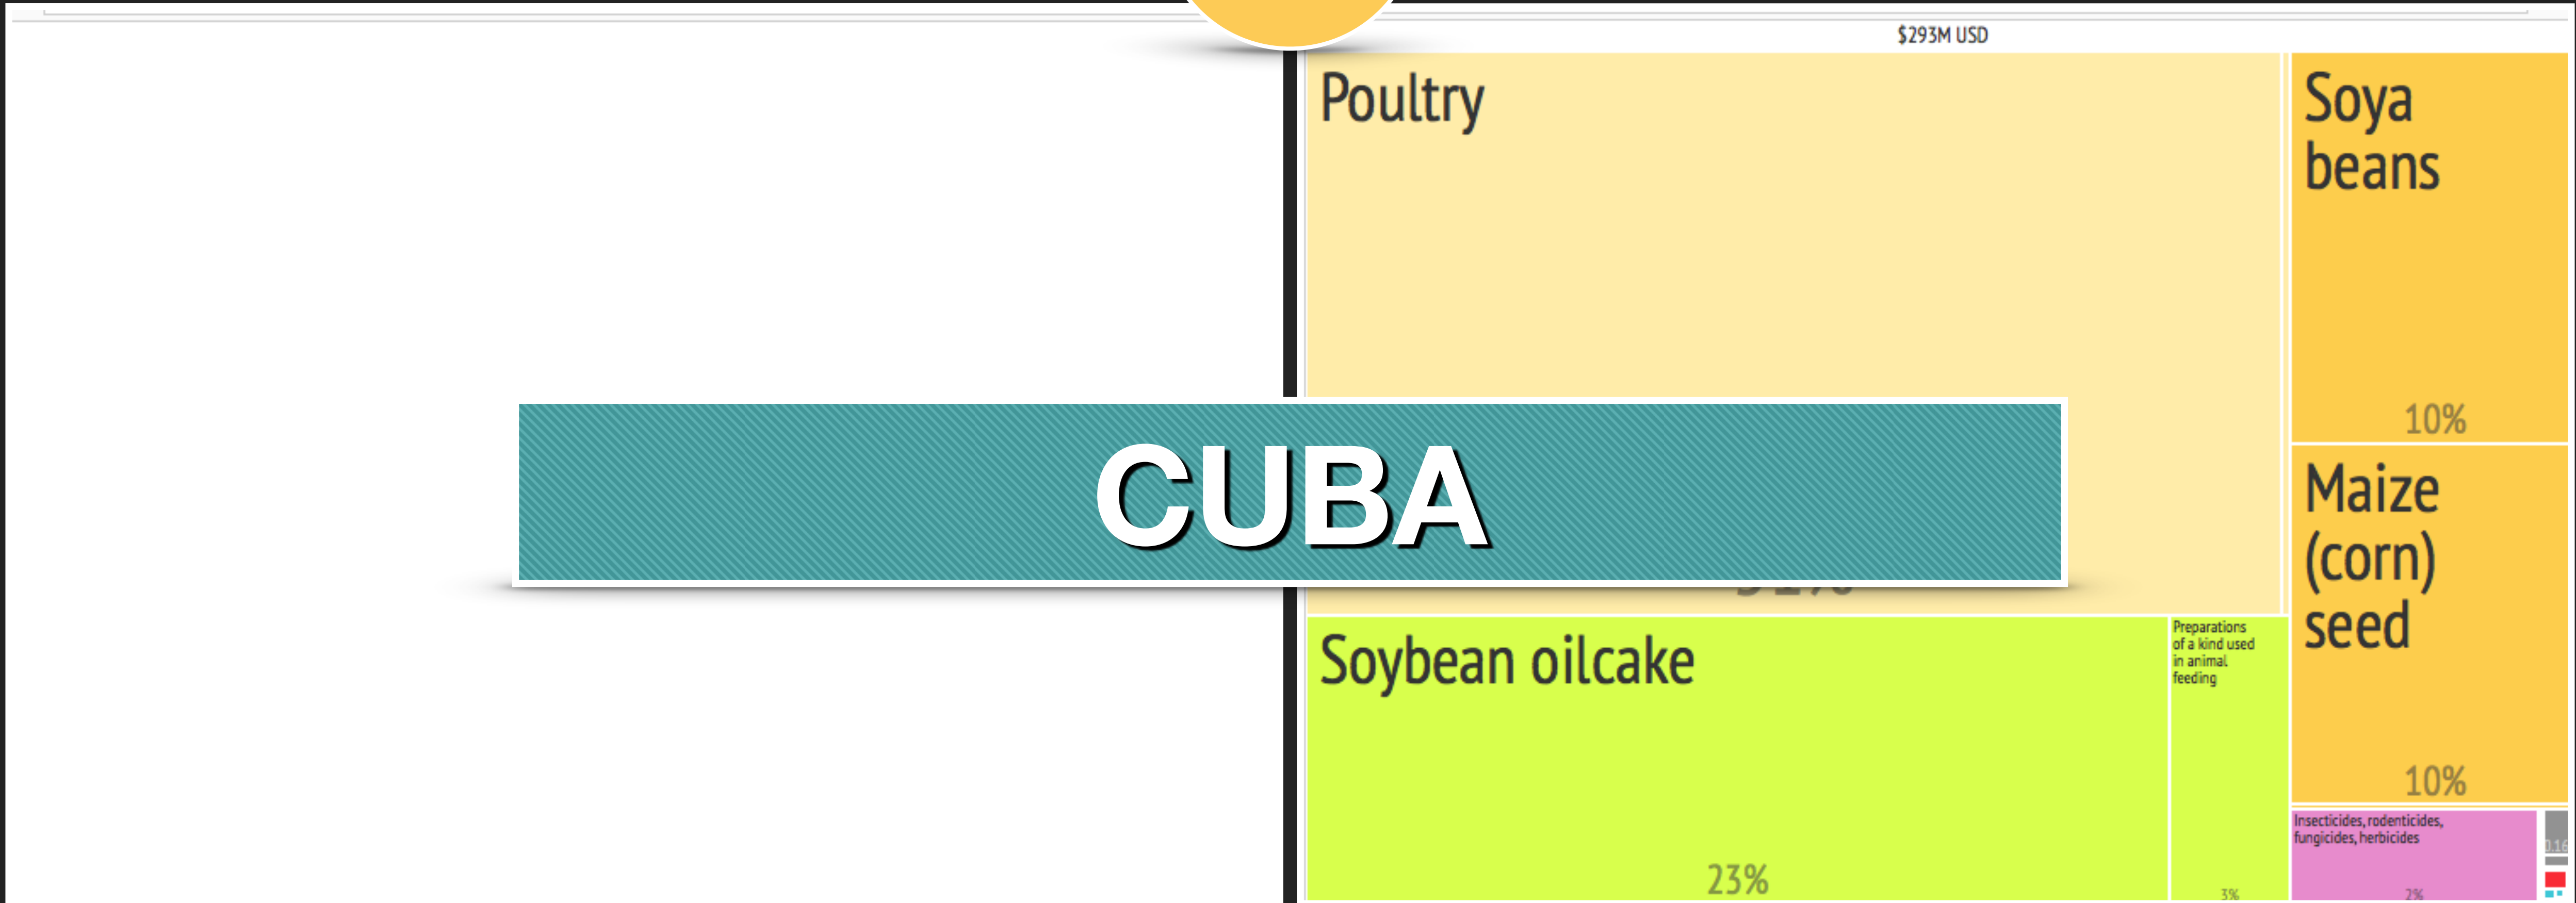 $293M USD
Poultry
Soya
beans
10%
CUBA
Maize
(corn)
seed
10%
Soybean oilcake
23%
Preparations
of a kind used
in animal
feeding
3%
Insecticides, rodenticides,
fungicides, herbicides
2%